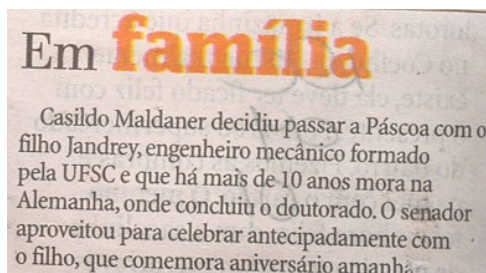 Em família
Casildo Maldaner decidiu passar a Páscoa com o
filho Jandrey, engenheiro mecânico formado
pela UFSC e que há mais de 10 anos mora na
Alemanha, onde concluiu o doutorado. O senador
aproveitou para celebrar antecipadamente com
o filho, que comemora aniversário amanhã.